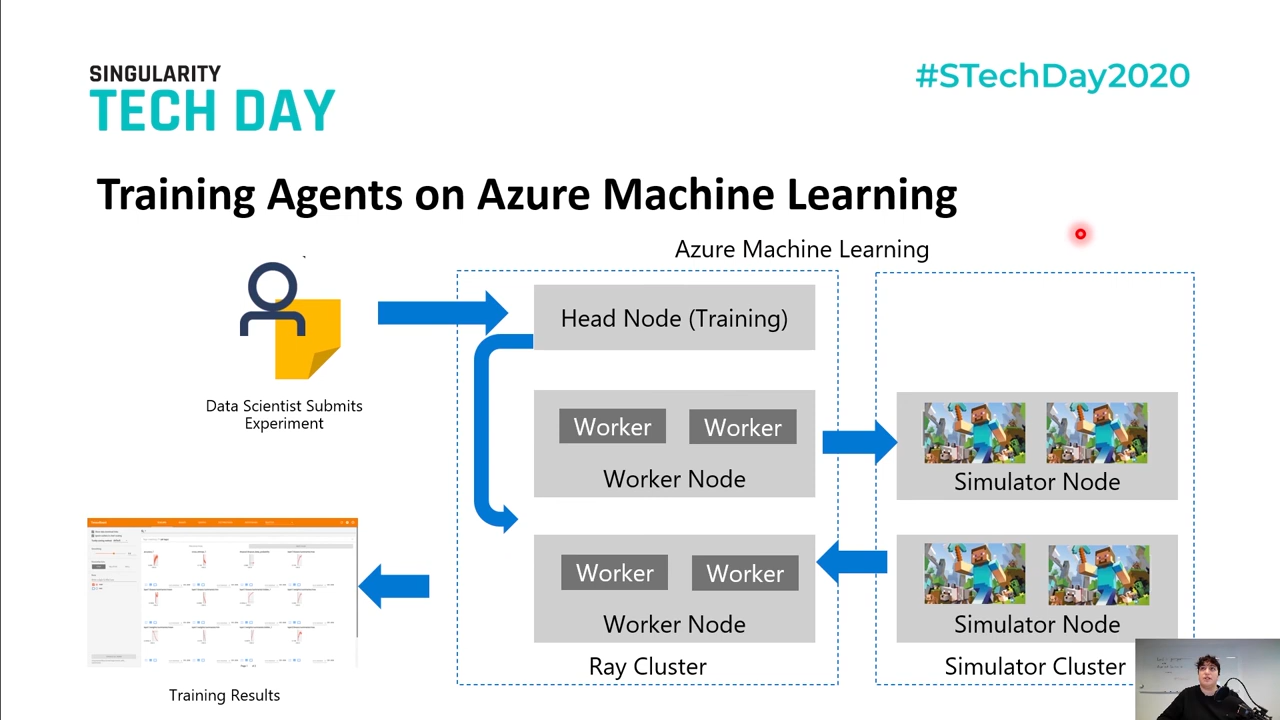 SINGULARITY
TECH DAY
#STechDay2020
Training Agents on Azure Machine Learning
Azure Machine Learning
Head Node (Training)
Data Scientist Submits
Experiment
Worker
Worker
Worker Node
Simulator Node
Worker
Worker
Worker Node
Simulator Node
Ray Cluster
Simulator Cluster
Training Results